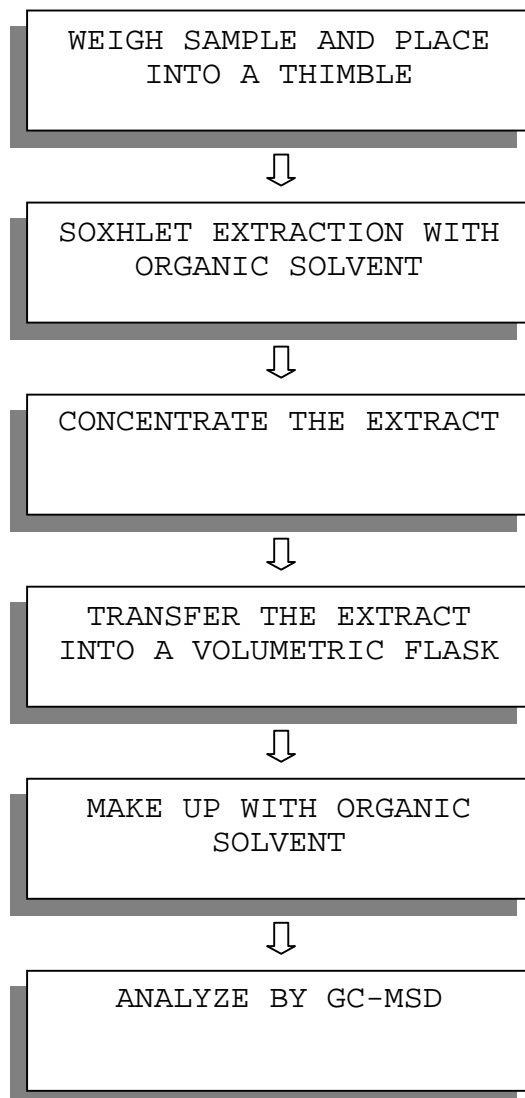 WEIGH SAMPLE AND PLACE
INTO A THIMBLE
SOXHLET EXTRACTION WITH
ORGANIC SOLVENT
CONCENTRATE THE EXTRACT
TRANSFER THE EXTRACT
INTO A VOLUMETRIC FLASK
MAKE UP WITH ORGANIC
SOLVENT
ANALYZE BY GC-MSD